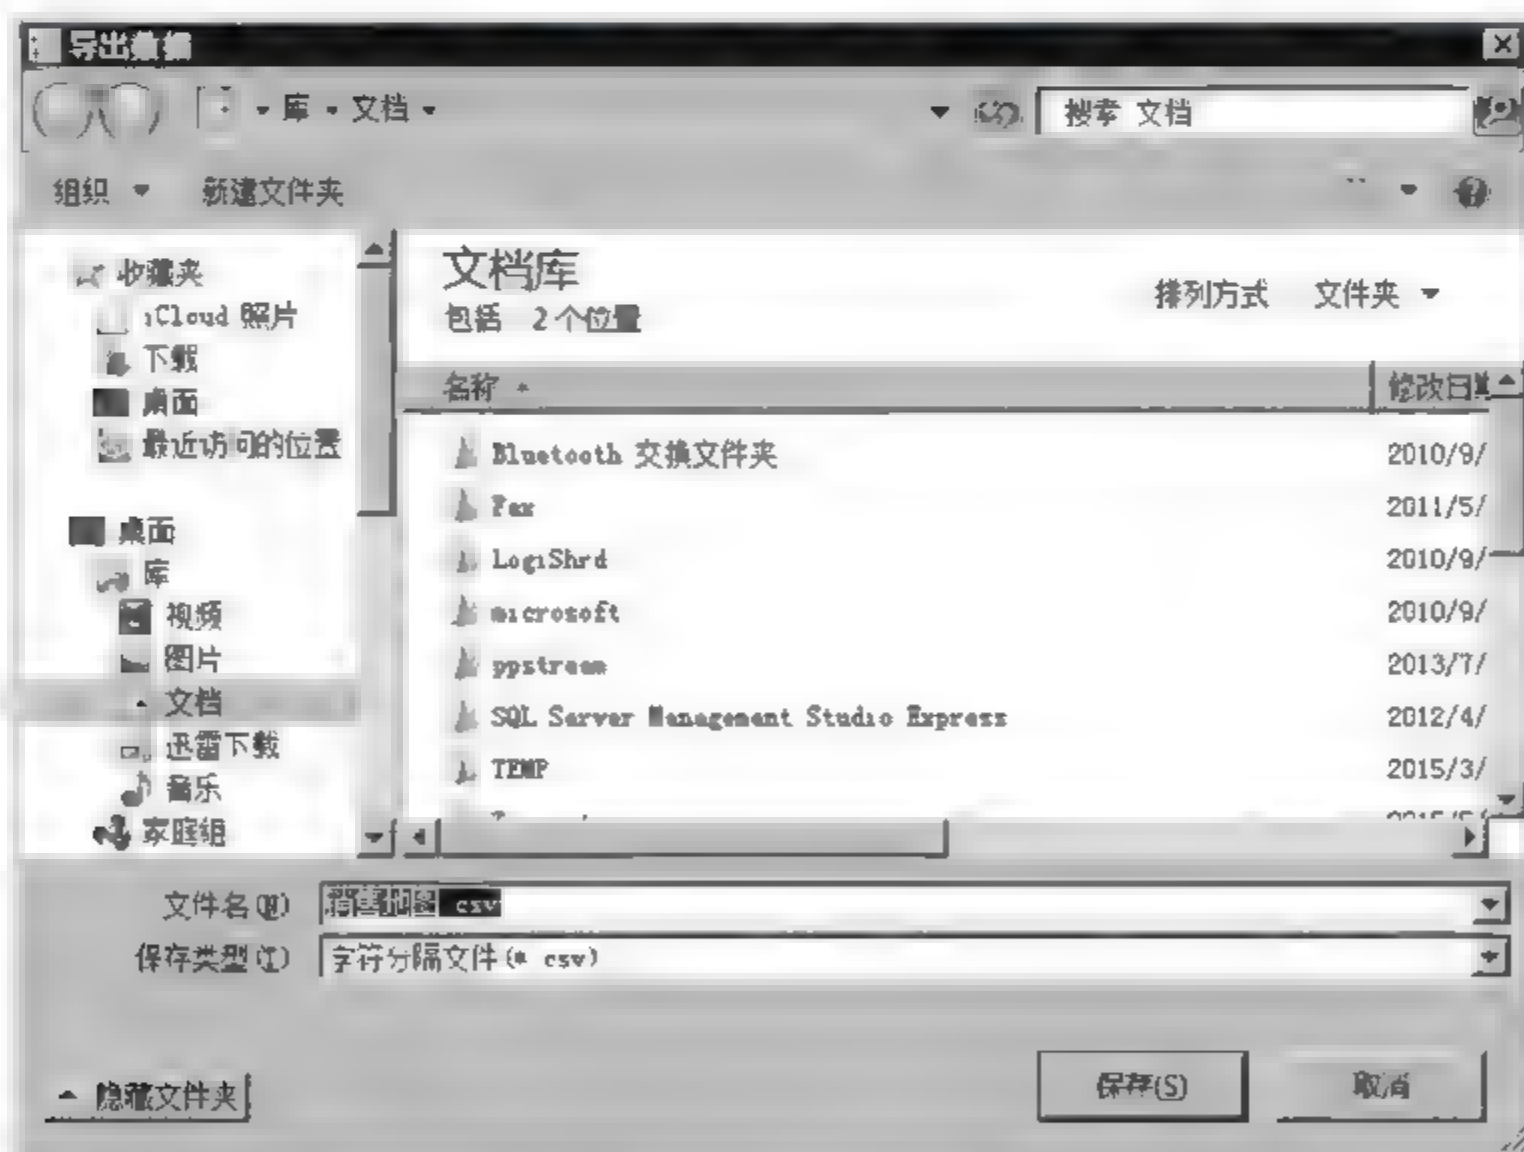 导出数据
库 文档
搜索 文档
组织 新建文件夹
收藏夹
iCloud 照片
下载
桌面
最近访问的位置
桌面
库
视频
图片
文档
迅雷下载
音乐
家庭组
文档库
包括 2个位置
排列方式 文件夹
名称 修改日期
Bluetooth 交换文件夹 2010/9/
Fax 2011/5/
LogiShrd 2010/9/
microsoft 2010/9/
ppstream 2013/7/
SQL Server Management Studio Express 2012/4/
TEMP 2015/3/
文件名(N) 销售地图 csv
保存类型(T) 字符分隔文件(* csv)
隐藏文件夹
保存(S) 取消